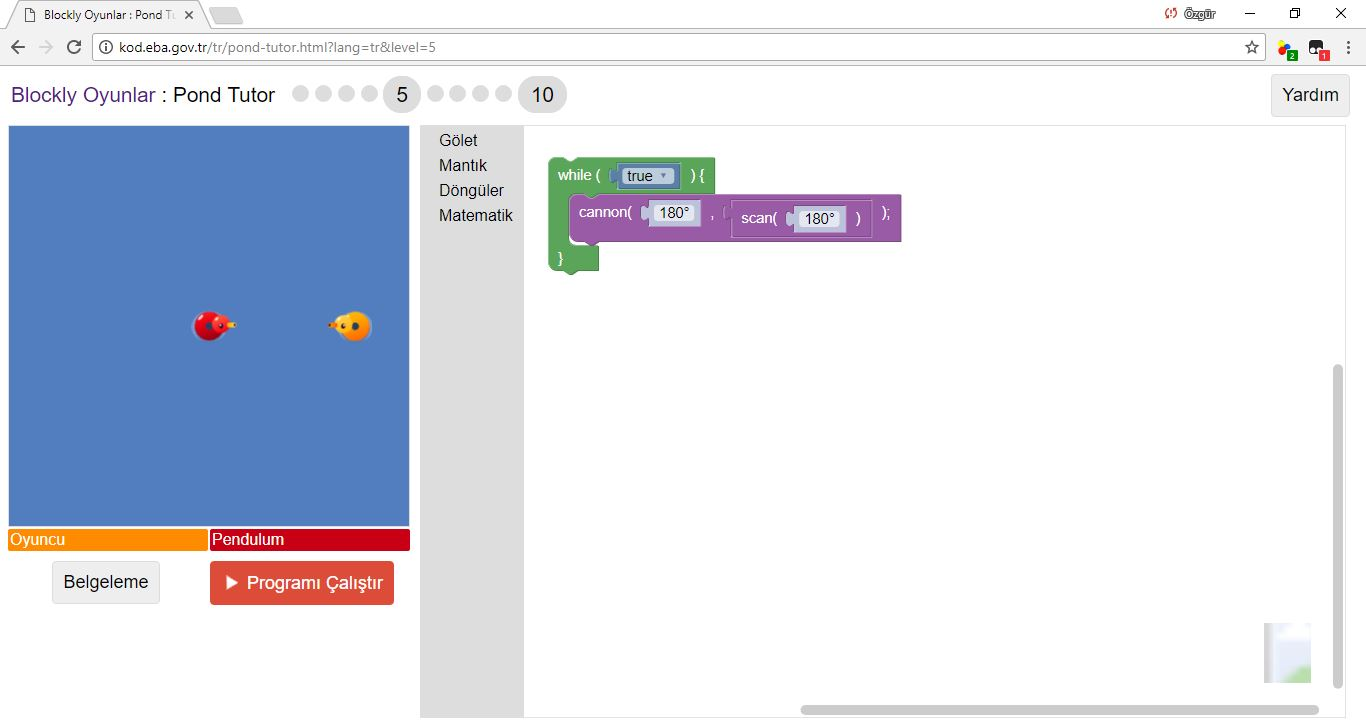 Blockly Oyunlar : Pond Tu
Özgür
kod.eba.gov.tr/tr/pond-tutor.html?lang=tr&level=5
2
1
Blockly Oyunlar : Pond Tutor 5 10
Yardım
Gölet
Mantık
Döngüler
Matematik
while ( true ▾ ) {
cannon( 180° , scan( 180° ) );
}
Oyuncu
Pendulum
Belgeleme
Programı Çalıştır